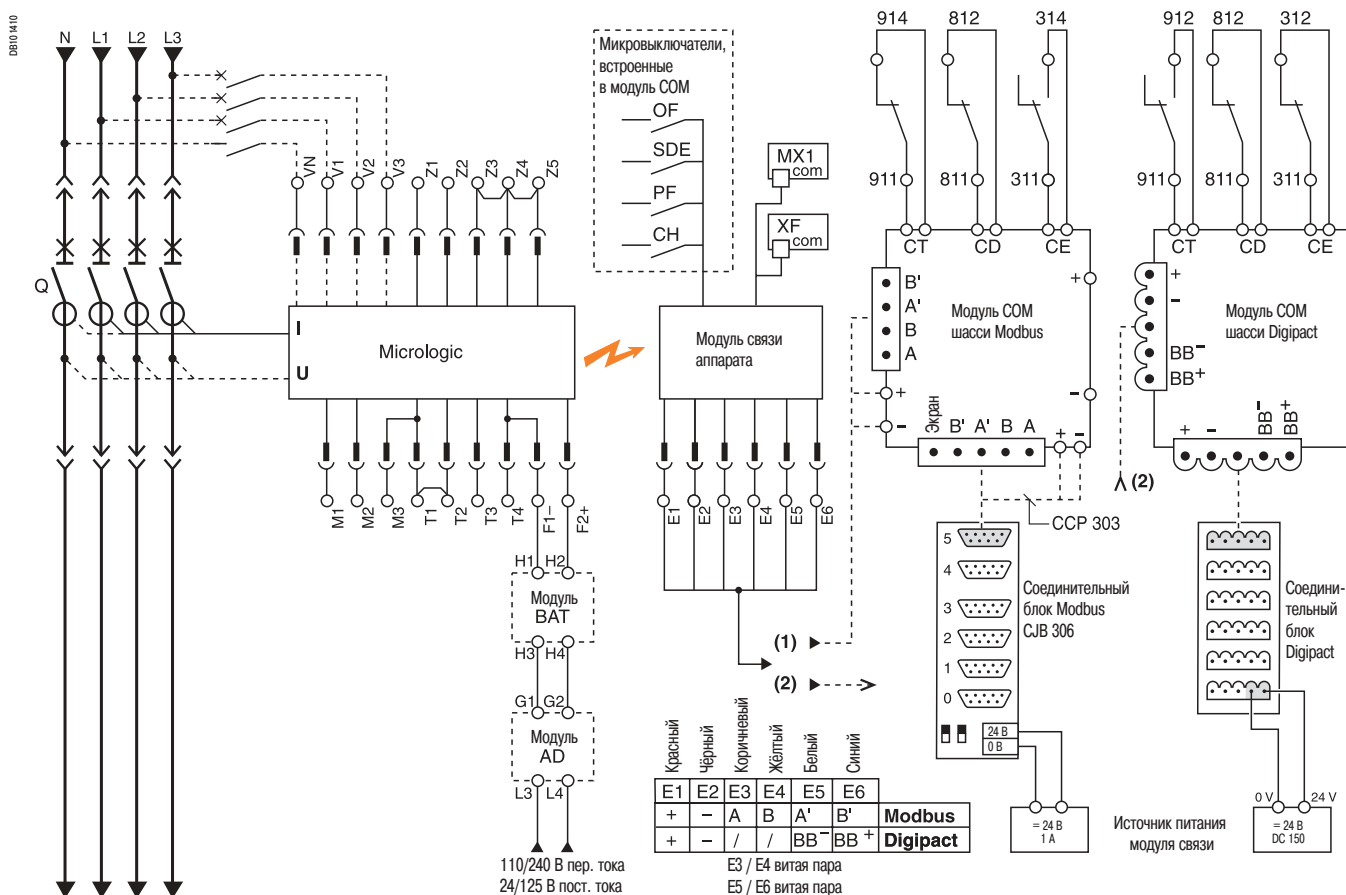 DB101410
N L1 L2 L3
Q
VN V1 V2 V3 Z1 Z2 Z3 Z4 Z5
I
U
Micrologic
M1 M2 M3 T1 T2 T3 T4 F1– F2+
H1 H2
Модуль
BAT
H3 H4
G1 G2
Модуль
AD
L3 L4
110/240 В пер. тока
24/125 В пост. тока
Микровыключатели,
встроенные
в модуль COM
OF
SDE
PF
CH
MX1
com
XF
com
Модуль связи
аппарата
E1 E2 E3 E4 E5 E6
(1)
(2)
Красный Чёрный Коричневый Жёлтый Белый Синий
E1 E2 E3 E4 E5 E6
+ – A B A' B' Modbus
+ – / / BB– BB+ Digipact
E3 / E4 витая пара
E5 / E6 витая пара
914 812 314
911 811 311
CT CD CE
B'
A'
B
A
+
–
+
–
Модуль COM
шасси Modbus
Экран B' A' B A + –
CCP 303
5
4
3
2
1
0
Соединительный
блок Modbus
CJB 306
24 В
0 В
= 24 В
1 А
Источник питания
модуля связи
912 812 312
911 811 311
CT CD CE
+
–
BB–
BB+
Модуль COM
шасси Digipact
+ – BB– BB+
(2)
Соедини-
тельный
блок
Digipact
0 V 24 V
= 24 В
DC 150